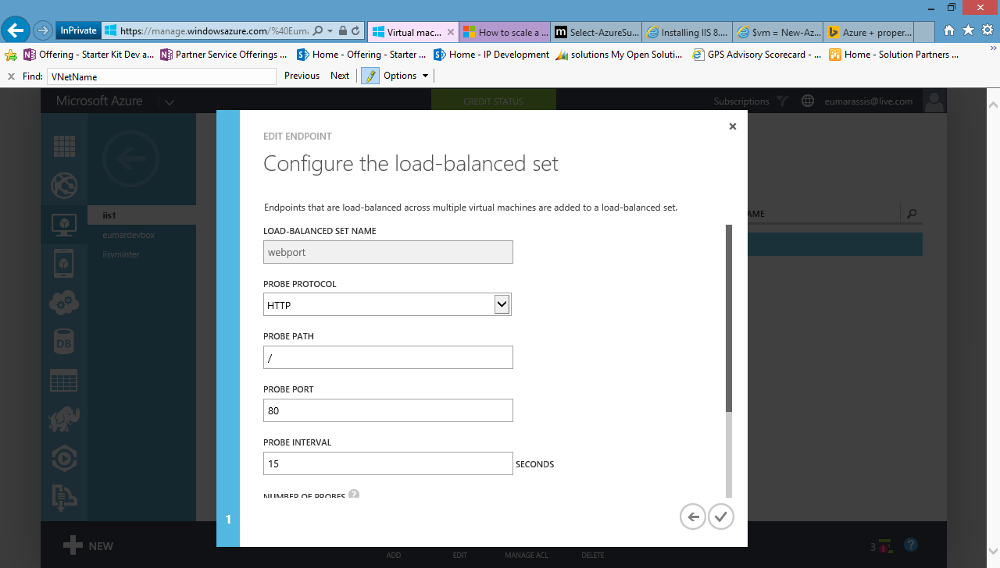 InPrivate https://manage.windowsazure.com/%40Euma Virtual mac... How to scale a ... Select-AzureSu... Installing IIS 8.... $vm = New-Az... Azure + proper...
Offering - Starter Kit Dev a... Partner Service Offerings ... Home - Offering - Starter ... Home - IP Development solutions My Open Soluti... GPS Advisory Scorecard - ... Home - Solution Partners ...
Find: VNetName Previous Next Options
Microsoft Azure CREDIT STATUS Subscriptions eumarassis@live.com
EDIT ENDPOINT
Configure the load-balanced set
Endpoints that are load-balanced across multiple virtual machines are added to a load-balanced set.
iis1
AME
LOAD-BALANCED SET NAME
eumardevbox
webport
iisvminter
PROBE PROTOCOL
HTTP
PROBE PATH
/
DB
PROBE PORT
80
PROBE INTERVAL
15 SECONDS
NUMBER OF PROBES ?
1
NEW
3 ?
ADD EDIT MANAGE ACL DELETE